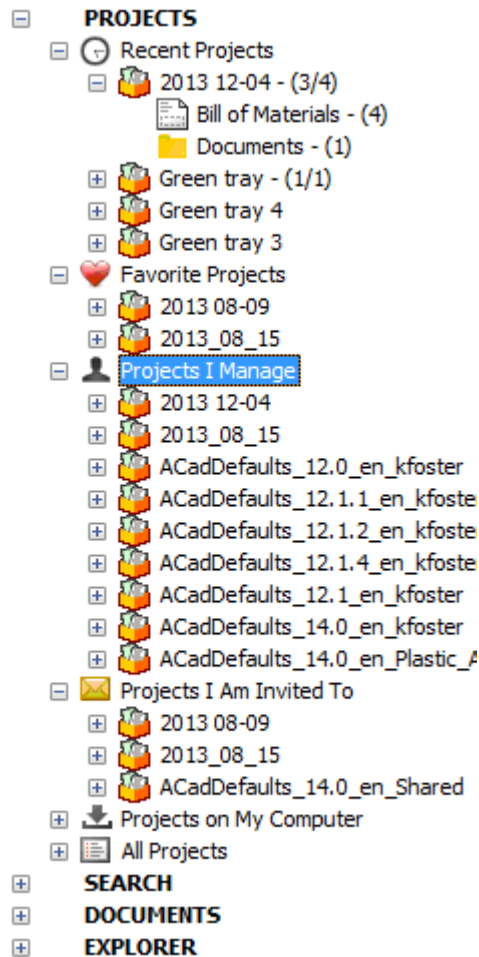 PROJECTS
Recent Projects
2013 12-04 - (3/4)
Bill of Materials - (4)
Documents - (1)
Green tray - (1/1)
Green tray 4
Green tray 3
Favorite Projects
2013 08-09
2013_08_15
Projects I Manage
2013 12-04
2013_08_15
ACadDefaults_12.0_en_kfoster
ACadDefaults_12.1.1_en_kfoste
ACadDefaults_12.1.2_en_kfoste
ACadDefaults_12.1.4_en_kfoste
ACadDefaults_12.1_en_kfoster
ACadDefaults_14.0_en_kfoster
ACadDefaults_14.0_en_Plastic_A
Projects I Am Invited To
2013 08-09
2013_08_15
ACadDefaults_14.0_en_Shared
Projects on My Computer
All Projects
SEARCH
DOCUMENTS
EXPLORER